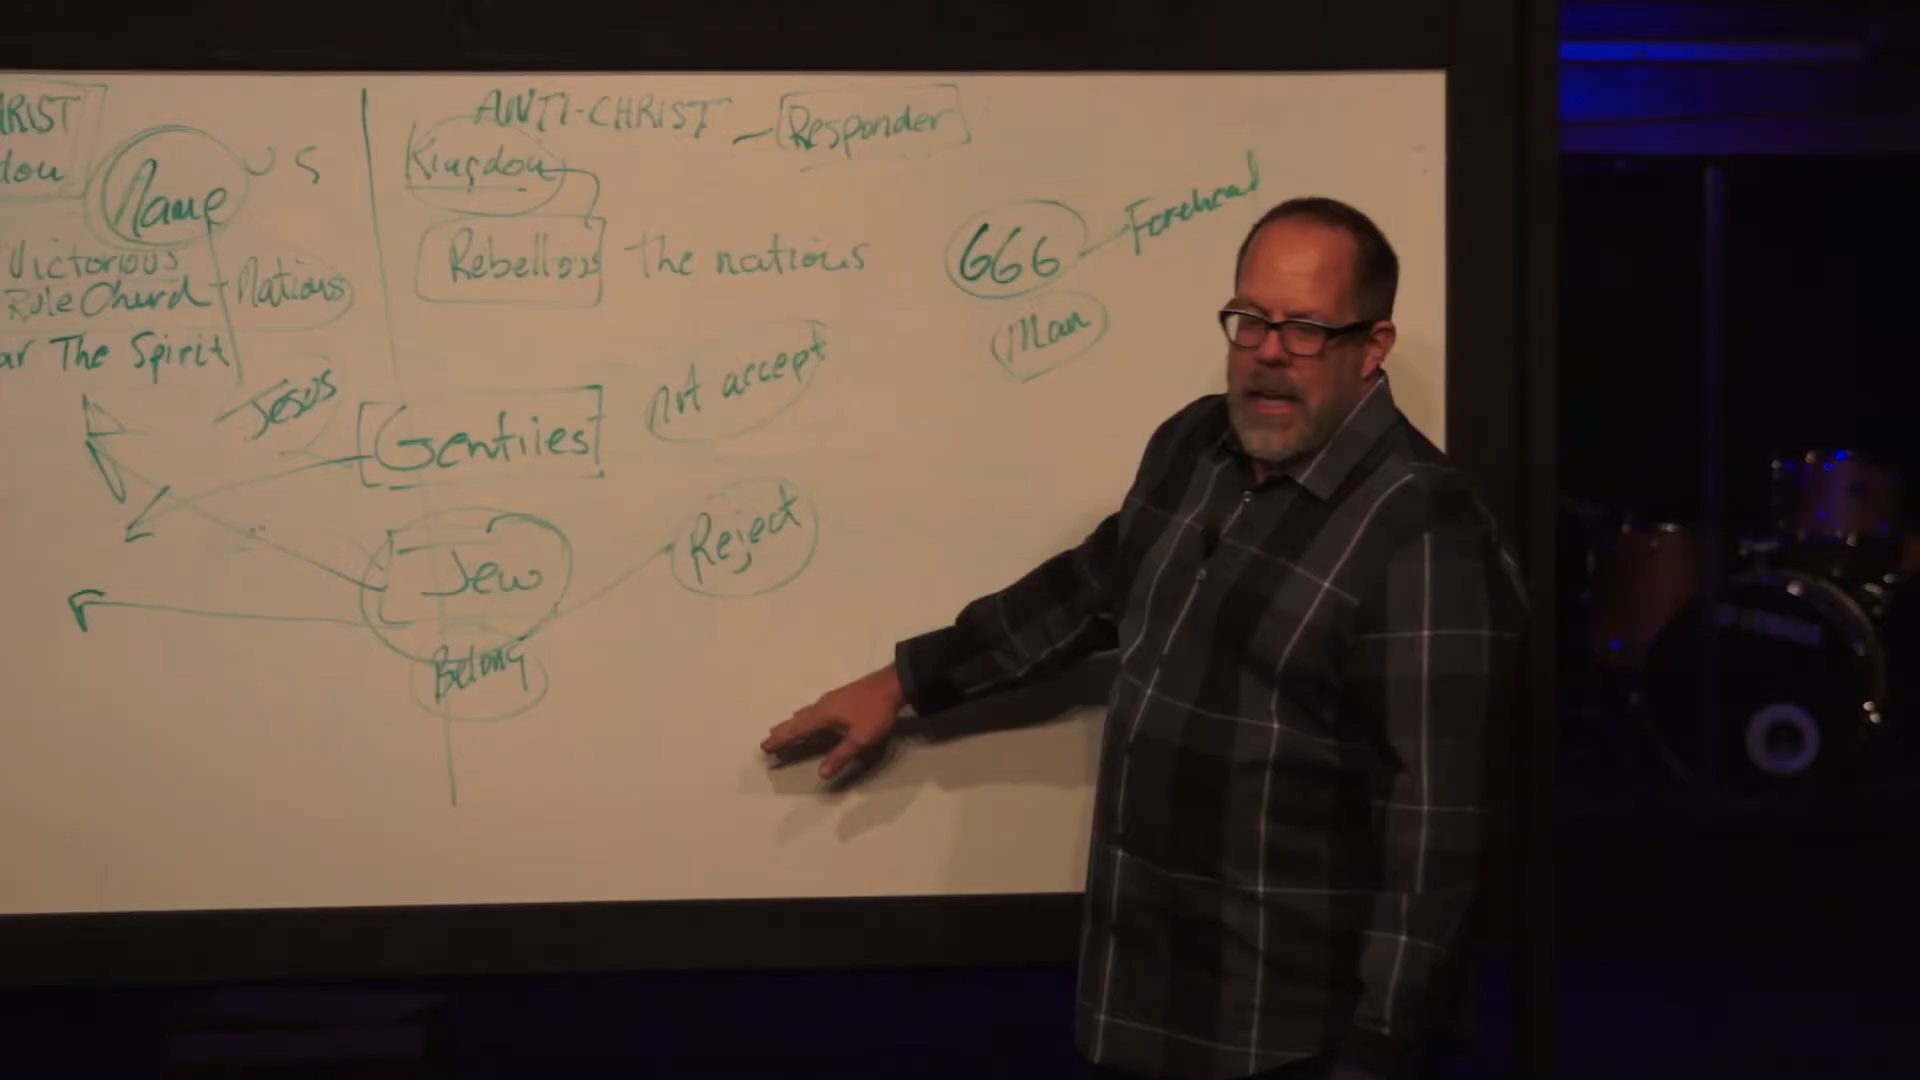 RIST
dom
Name
us
Victorious
Rule Church - Nations
ar The Spirit
Jesus
ANTI-CHRIST - Responder
Kingdom
Rebellious the nations
666 - Forehead
Man
not accept
Gentiles
Jew
Reject
Belong